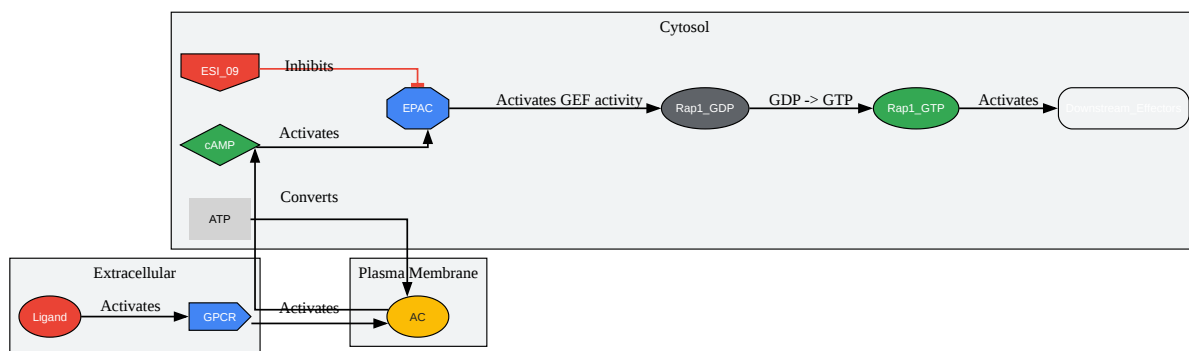 Cytosol
ESI_09
Inhibits
EPAC
Activates GEF activity
Rap1_GDP
GDP -> GTP
Rap1_GTP
Activates
Downstream_Effectors
cAMP
Activates
ATP
Converts
Extracellular
Plasma Membrane
Ligand
Activates
GPCR
Activates
AC